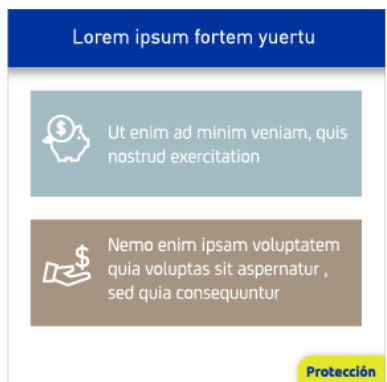 Lorem ipsum fortem yuertu
Ut enim ad minim veniam, quis
nostrud exercitation
Nemo enim ipsam voluptatem
quia voluptas sit aspernatur ,
sed quia consequuntur
Protección